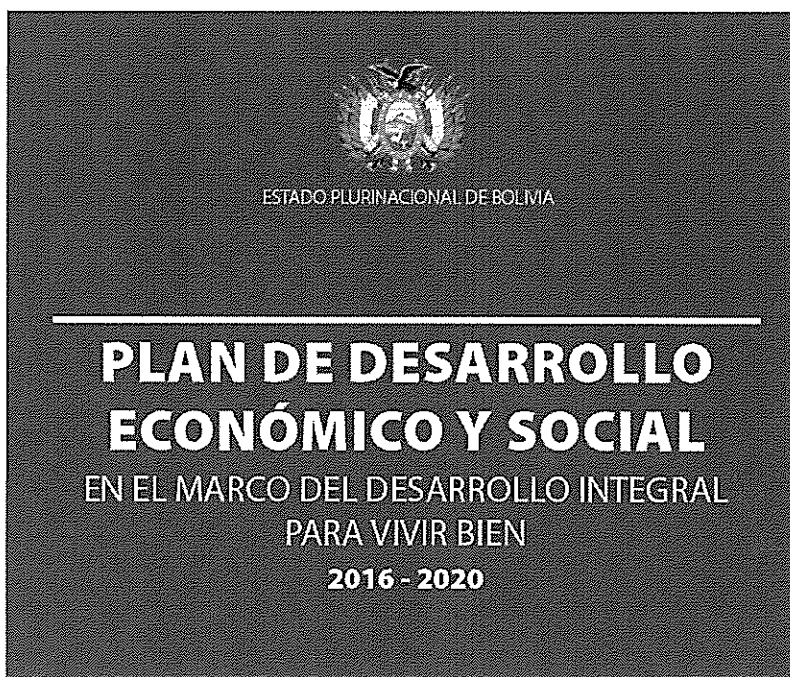 ESTADO PLURINACIONAL DE BOLIVIA
PLAN DE DESARROLLO
ECONÓMICO Y SOCIAL
EN EL MARCO DEL DESARROLLO INTEGRAL
PARA VIVIR BIEN
2016 - 2020